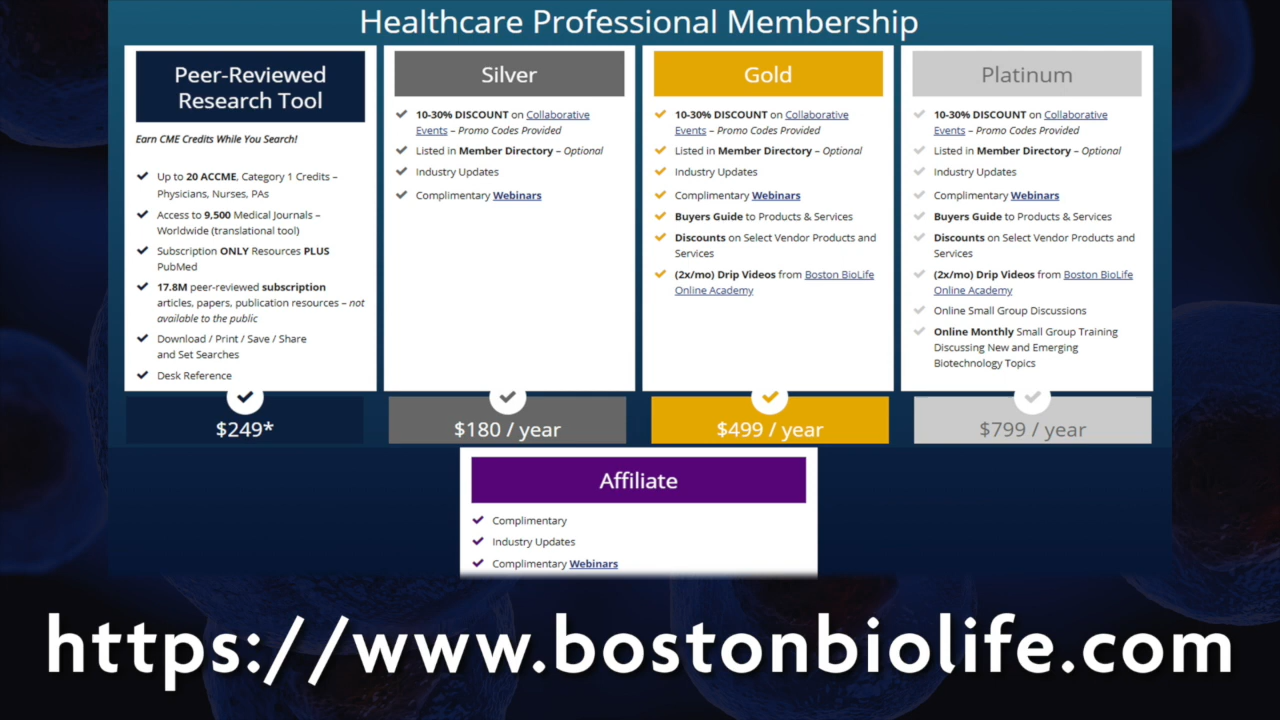 Healthcare Professional Membership
Peer-Reviewed
Research Tool
Earn CME Credits While You Search!
Up to 20 ACCME, Category 1 Credits –
Physicians, Nurses, PAs
Access to 9,500 Medical Journals –
Worldwide (translational tool)
Subscription ONLY Resources PLUS
PubMed
17.8M peer-reviewed subscription
articles, papers, publication resources – not
available to the public
Download / Print / Save / Share
and Set Searches
Desk Reference
$249*
Silver
10-30% DISCOUNT on Collaborative
Events – Promo Codes Provided
Listed in Member Directory – Optional
Industry Updates
Complimentary Webinars
$180 / year
Gold
10-30% DISCOUNT on Collaborative
Events – Promo Codes Provided
Listed in Member Directory – Optional
Industry Updates
Complimentary Webinars
Buyers Guide to Products & Services
Discounts on Select Vendor Products and
Services
(2x/mo) Drip Videos from Boston BioLife
Online Academy
$499 / year
Platinum
10-30% DISCOUNT on Collaborative
Events – Promo Codes Provided
Listed in Member Directory – Optional
Industry Updates
Complimentary Webinars
Buyers Guide to Products & Services
Discounts on Select Vendor Products and
Services
(2x/mo) Drip Videos from Boston BioLife
Online Academy
Online Small Group Discussions
Online Monthly Small Group Training
Discussing New and Emerging
Biotechnology Topics
$799 / year
Affiliate
Complimentary
Industry Updates
Complimentary Webinars
https://www.bostonbiolife.com